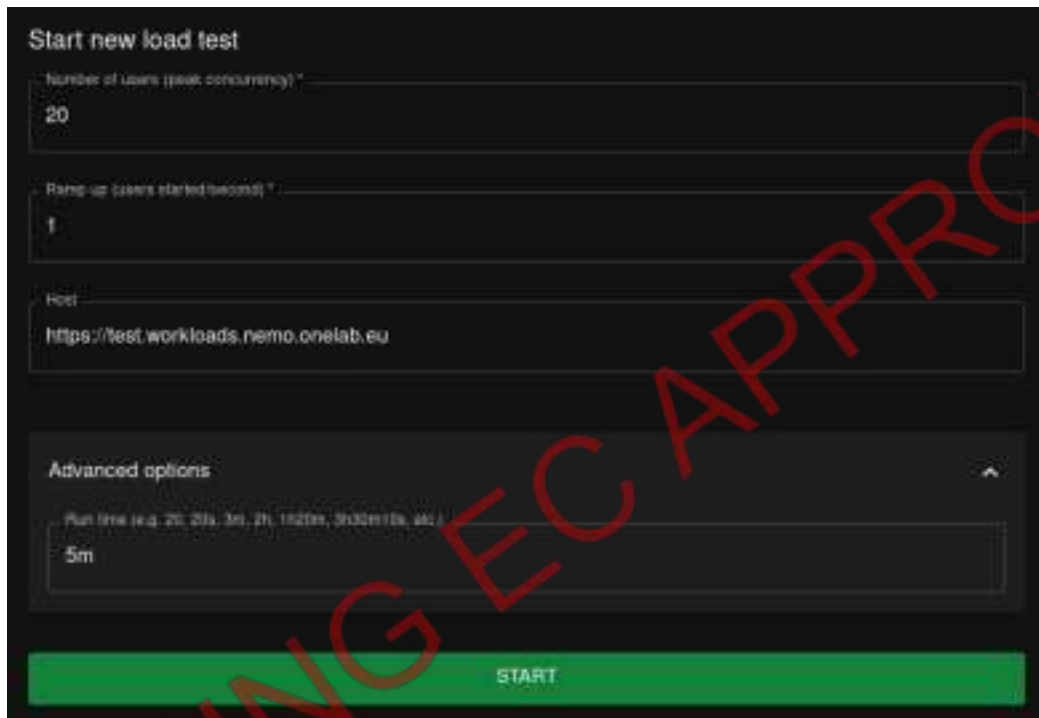 Start new load test
Number of users (peak concurrency) *
20
Ramp up (users started/second) *
1
Host
https://test.workloads.nemo.onelab.eu
Advanced options
Run time (e.g. 20, 20s, 3m, 2h, 1h20m, 3h30m10s, etc.)
5m
START
NG EC APPRO